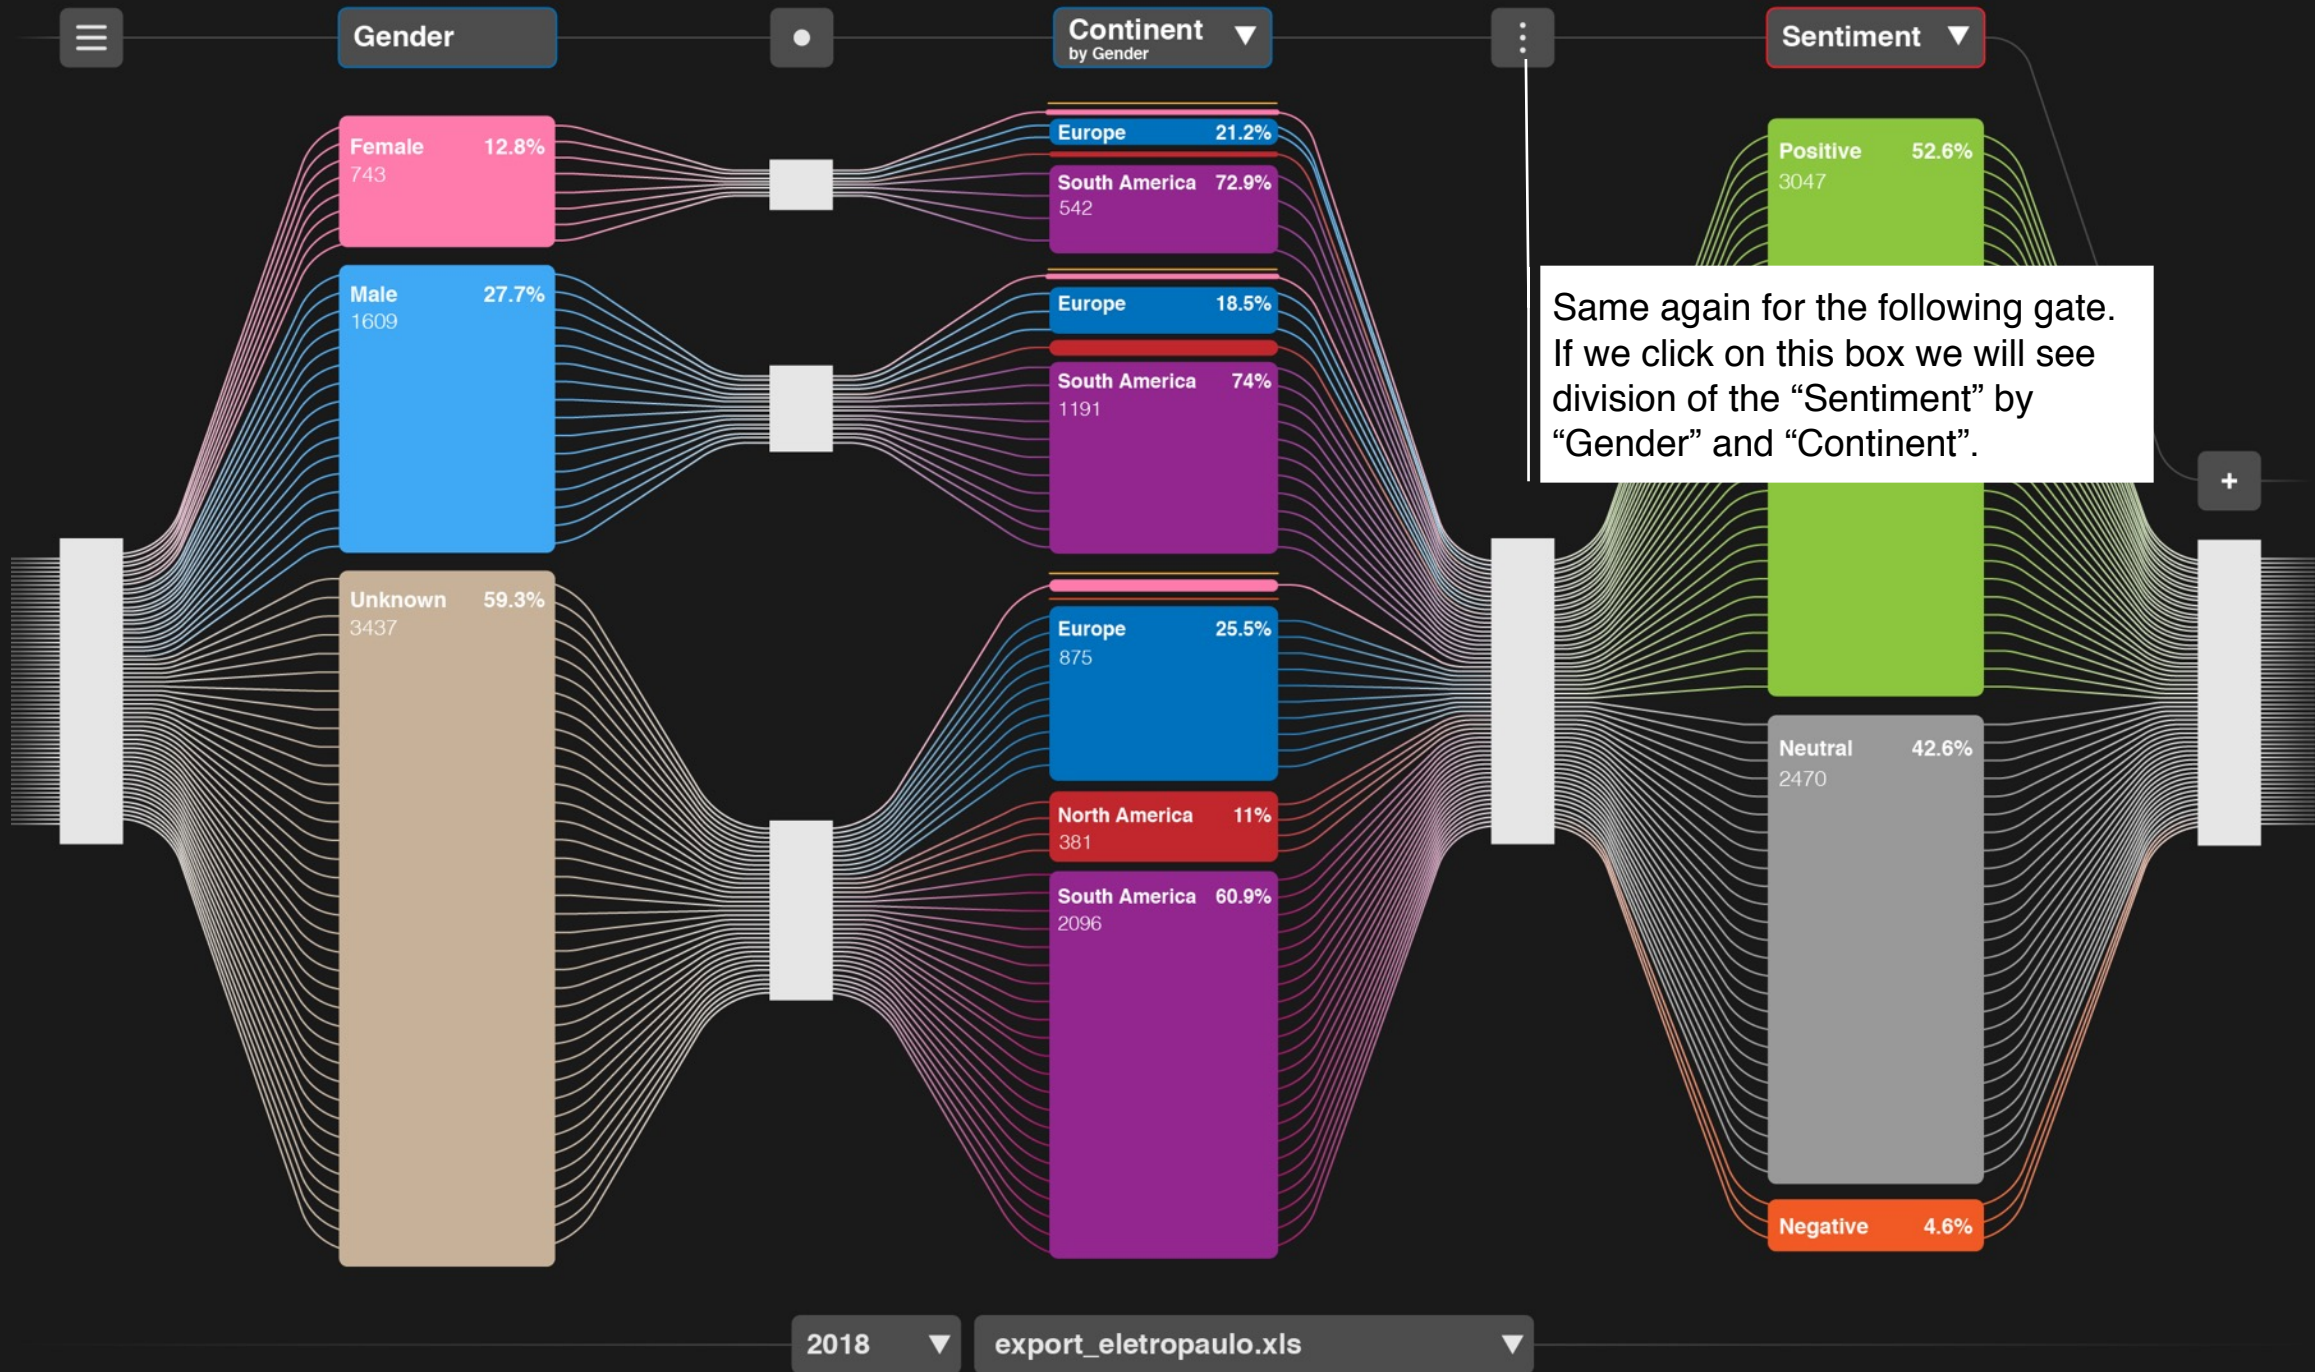 Gender
Continent
by Gender
Sentiment
Female 12.8%
743
Male 27.7%
1609
Unknown 59.3%
3437
Europe 21.2%
South America 72.9%
542
Europe 18.5%
South America 74%
1191
Europe 25.5%
875
North America 11%
381
South America 60.9%
2096
Positive 52.6%
3047
Same again for the following gate.
If we click on this box we will see
division of the “Sentiment” by
“Gender” and “Continent”.
Neutral 42.6%
2470
Negative 4.6%
2018
export_eletropaulo.xls